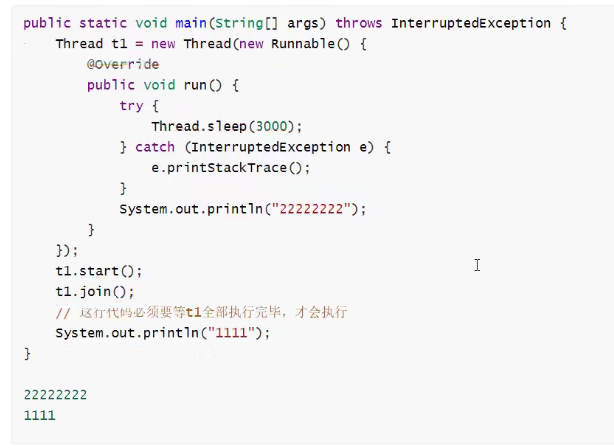 public static void main(String[] args) throws InterruptedException {
    Thread t1 = new Thread(new Runnable() {
        @Override
        public void run() {
            try {
                Thread.sleep(3000);
            } catch (InterruptedException e) {
                e.printStackTrace();
            }
            System.out.println("22222222");
        }
    });
    t1.start();
    t1.join();
    // 这行代码必须要等t1全部执行完毕，才会执行
    System.out.println("1111");
}
22222222
1111